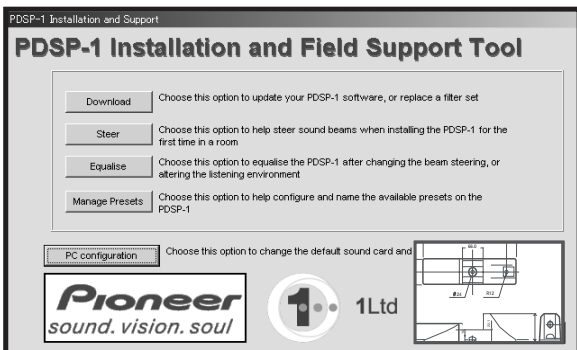 PDSP-1 Installation and Support
PDSP-1 Installation and Field Support Tool
Download
Choose this option to update your PDSP-1 software, or replace a filter set
Steer
Choose this option to help steer sound beams when installing the PDSP-1 for the
first time in a room
Equalise
Choose this option to equalise the PDSP-1 after changing the beam steering, or
altering the listening environment
Manage Presets
Choose this option to help configure and name the available presets on the
PDSP-1
PC configuration
Choose this option to change the default sound card and
Pioneer
sound. vision. soul
1
1Ltd
R12